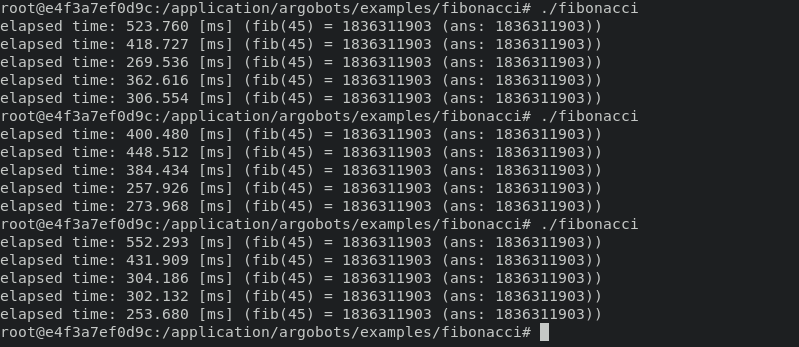 root@e4f3a7ef0d9c:/application/argobots/examples/fibonacci# ./fibonacci
elapsed time: 523.760 [ms] (fib(45) = 1836311903 (ans: 1836311903))
elapsed time: 418.727 [ms] (fib(45) = 1836311903 (ans: 1836311903))
elapsed time: 269.536 [ms] (fib(45) = 1836311903 (ans: 1836311903))
elapsed time: 362.616 [ms] (fib(45) = 1836311903 (ans: 1836311903))
elapsed time: 306.554 [ms] (fib(45) = 1836311903 (ans: 1836311903))
root@e4f3a7ef0d9c:/application/argobots/examples/fibonacci# ./fibonacci
elapsed time: 400.480 [ms] (fib(45) = 1836311903 (ans: 1836311903))
elapsed time: 448.512 [ms] (fib(45) = 1836311903 (ans: 1836311903))
elapsed time: 384.434 [ms] (fib(45) = 1836311903 (ans: 1836311903))
elapsed time: 257.926 [ms] (fib(45) = 1836311903 (ans: 1836311903))
elapsed time: 273.968 [ms] (fib(45) = 1836311903 (ans: 1836311903))
root@e4f3a7ef0d9c:/application/argobots/examples/fibonacci# ./fibonacci
elapsed time: 552.293 [ms] (fib(45) = 1836311903 (ans: 1836311903))
elapsed time: 431.909 [ms] (fib(45) = 1836311903 (ans: 1836311903))
elapsed time: 304.186 [ms] (fib(45) = 1836311903 (ans: 1836311903))
elapsed time: 302.132 [ms] (fib(45) = 1836311903 (ans: 1836311903))
elapsed time: 253.680 [ms] (fib(45) = 1836311903 (ans: 1836311903))
root@e4f3a7ef0d9c:/application/argobots/examples/fibonacci#